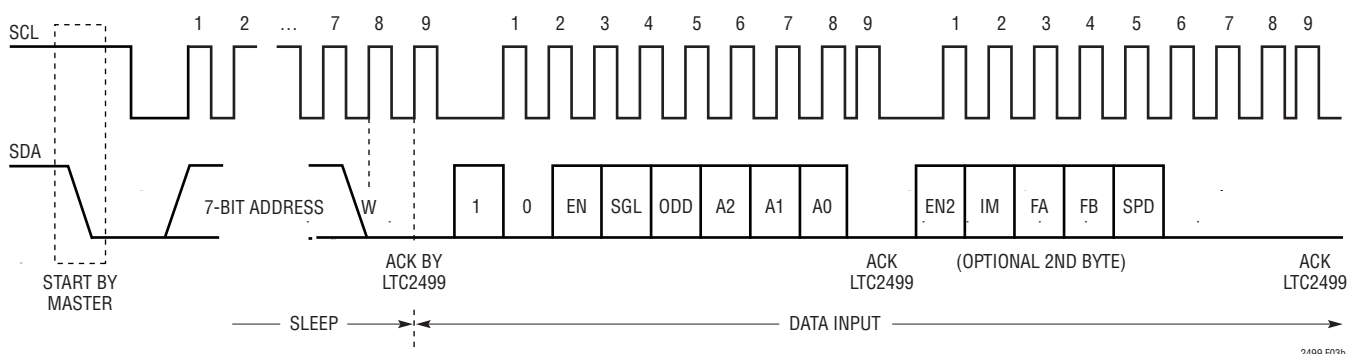 1 2 … 7 8 9 1 2 3 4 5 6 7 8 9 1 2 3 4 5 6 7 8 9
SCL
SDA
7-BIT ADDRESS W 1 0 EN SGL ODD A2 A1 A0 EN2 IM FA FB SPD
START BY
MASTER
ACK BY
LTC2499
ACK
LTC2499
(OPTIONAL 2ND BYTE)
ACK
LTC2499
SLEEP DATA INPUT
2499 F03b